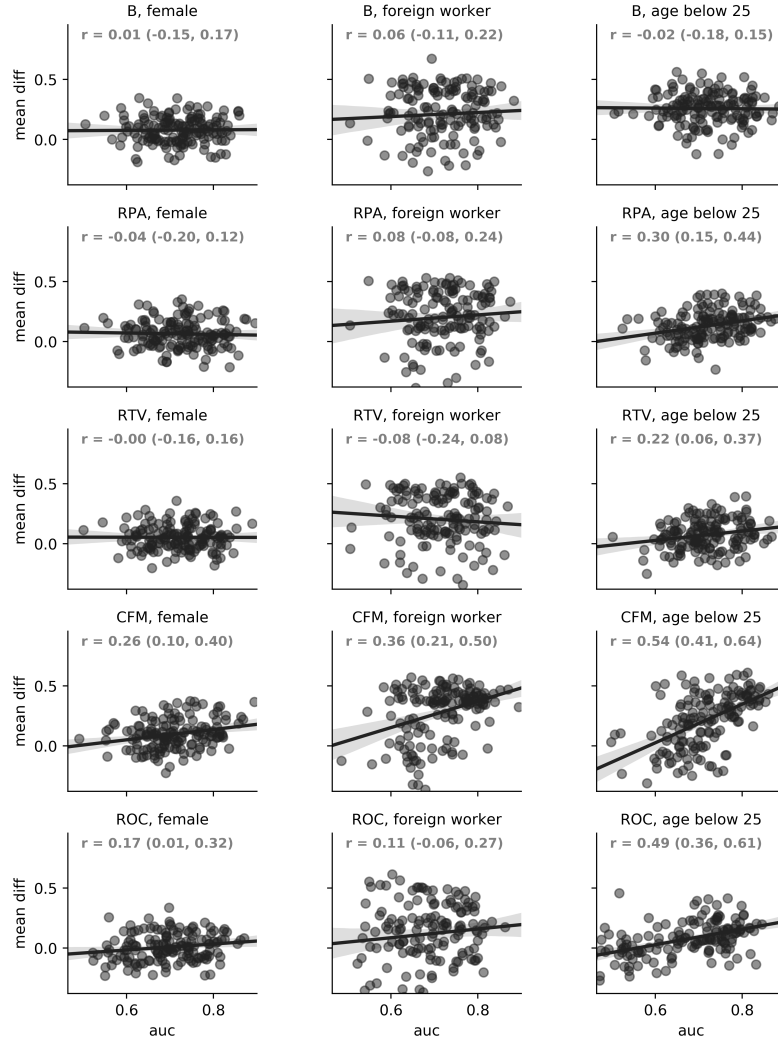 B, female
B, foreign worker
B, age below 25
r = 0.01 (-0.15, 0.17)
r = 0.06 (-0.11, 0.22)
r = -0.02 (-0.18, 0.15)
mean diff
0.5
0.0
RPA, female
RPA, foreign worker
RPA, age below 25
r = -0.04 (-0.20, 0.12)
r = 0.08 (-0.08, 0.24)
r = 0.30 (0.15, 0.44)
mean diff
0.5
0.0
RTV, female
RTV, foreign worker
RTV, age below 25
r = -0.00 (-0.16, 0.16)
r = -0.08 (-0.24, 0.08)
r = 0.22 (0.06, 0.37)
mean diff
0.5
0.0
CFM, female
CFM, foreign worker
CFM, age below 25
r = 0.26 (0.10, 0.40)
r = 0.36 (0.21, 0.50)
r = 0.54 (0.41, 0.64)
mean diff
0.5
0.0
ROC, female
ROC, foreign worker
ROC, age below 25
r = 0.17 (0.01, 0.32)
r = 0.11 (-0.06, 0.27)
r = 0.49 (0.36, 0.61)
mean diff
0.5
0.0
0.6 0.8
0.6 0.8
0.6 0.8
auc
auc
auc